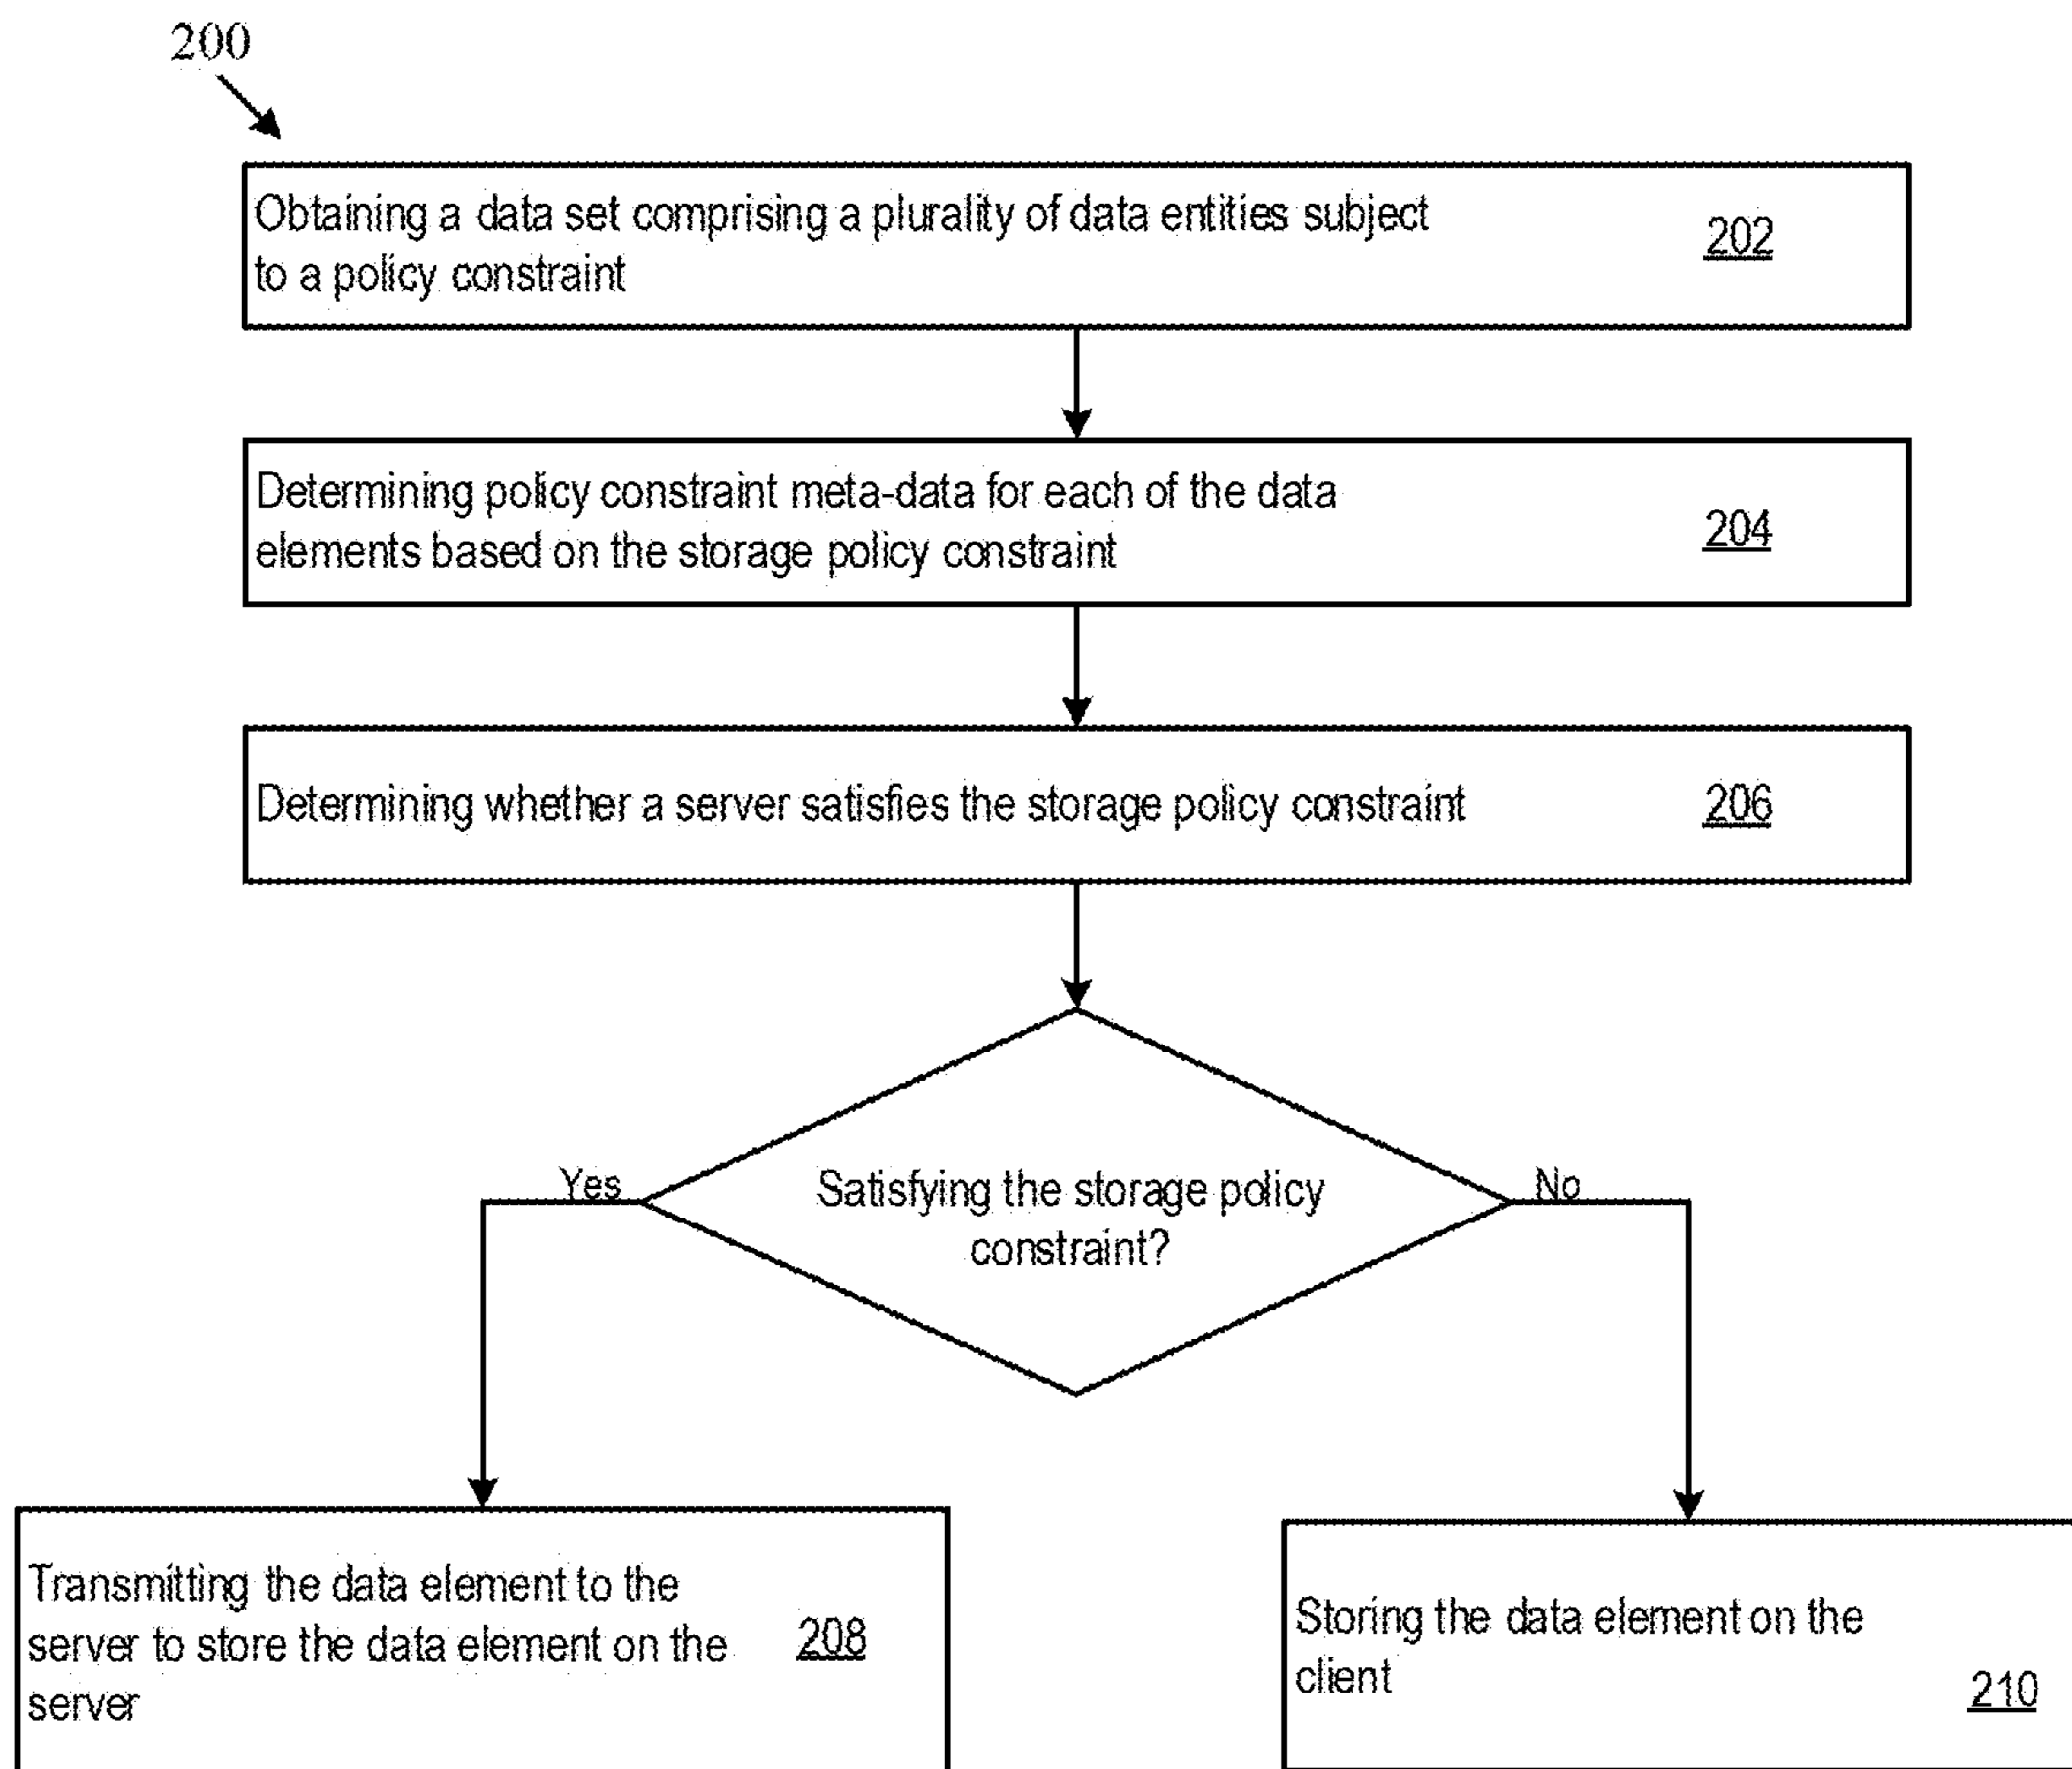 200
Obtaining a data set comprising a plurality of data entities subject
to a policy constraint
202
Determining policy constraint meta-data for each of the data
elements based on the storage policy constraint
204
Determining whether a server satisfies the storage policy constraint
206
Satisfying the storage policy
constraint?
Yes
No
Transmitting the data element to the
server to store the data element on the
server
208
Storing the data element on the
client
210